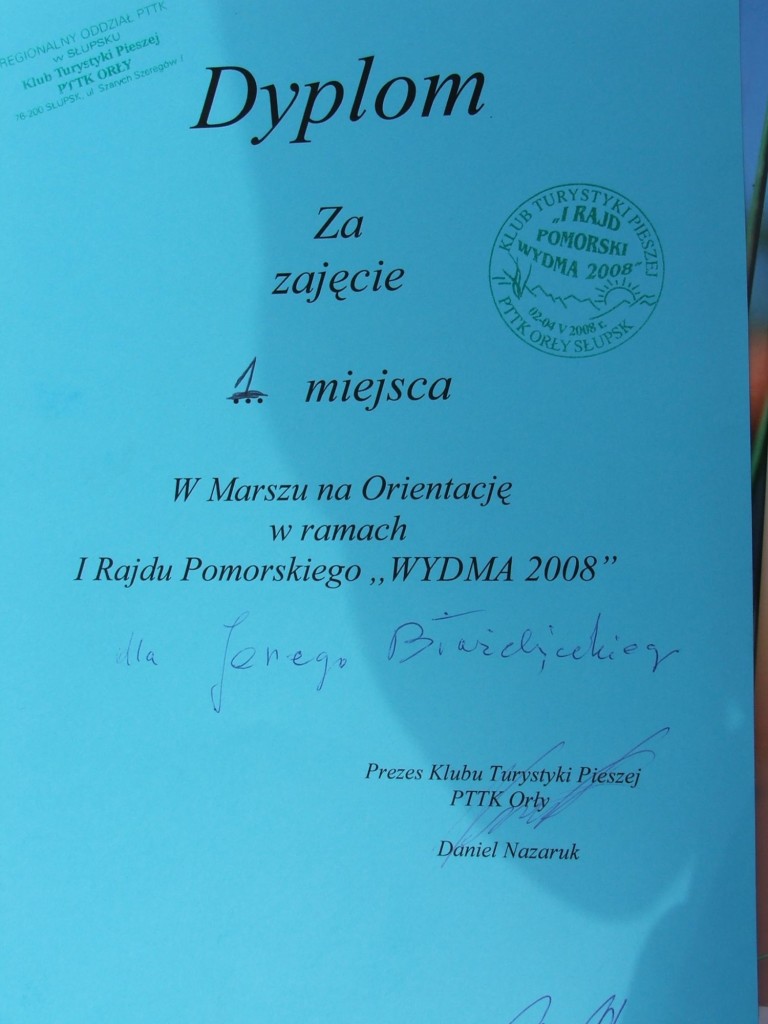 REGIONALNY ODDZIAŁ PTTK
w SŁUPSKU
Klub Turystyki Pieszej
PTTK ORŁY
76-200 SŁUPSK, ul. Szarych Szeregów
Dyplom
Za
zajęcie
KLUB TURYSTYKI PIESZEJ
„I RAJD
POMORSKI
WYDMA 2008”
02-04 V 2008 r.
PTTK ORŁY SŁUPSK
1 miejsca
W Marszu na Orientację
w ramach
I Rajdu Pomorskiego ,,WYDMA 2008”
dla
Prezes Klubu Turystyki Pieszej
PTTK Orły
Daniel Nazaruk